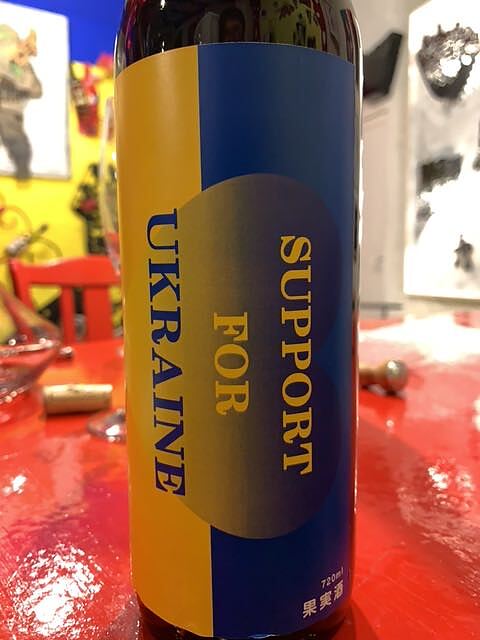 SUPPORT
FOR
UKRAINE
720ml
果実酒